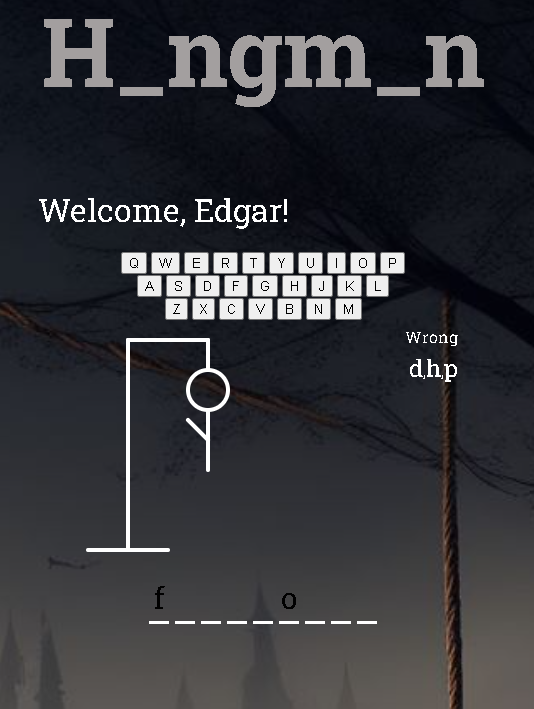 H_ngm_n
Welcome, Edgar!
Q W E R T Y U I O P
A S D F G H J K L
Z X C V B N M
Wrong
d,h,p
f _ _ _ _ o _ _ _